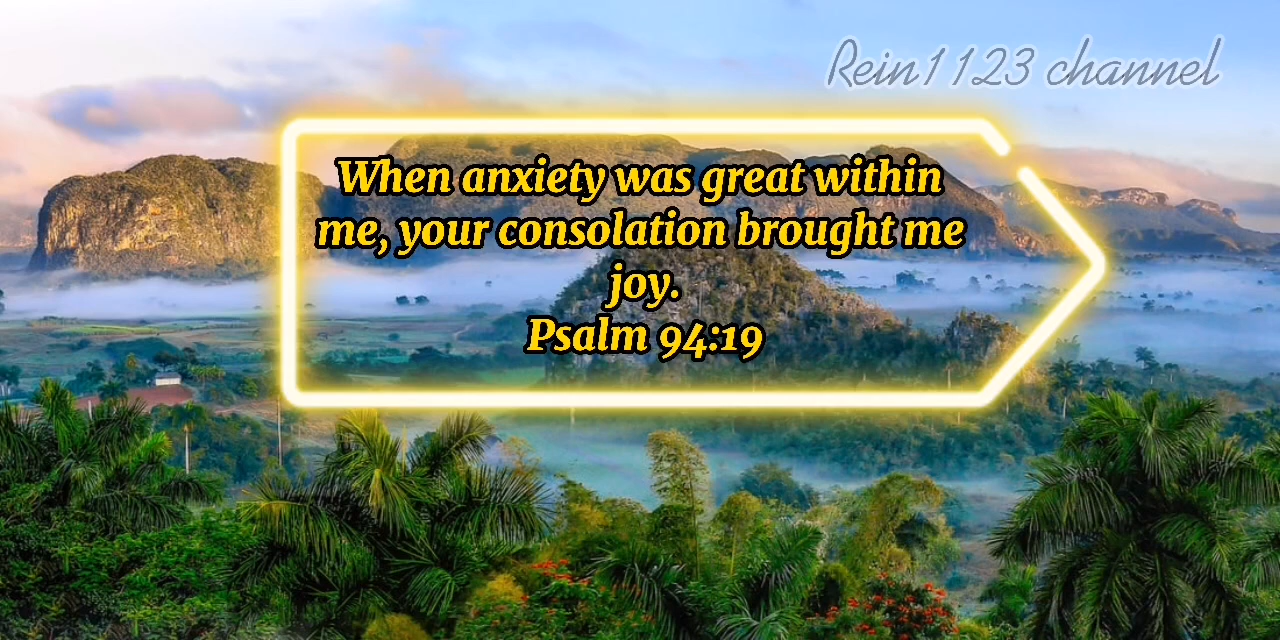 Rein1123 channel
When anxiety was great within
me, your consolation brought me
joy.
Psalm 94:19